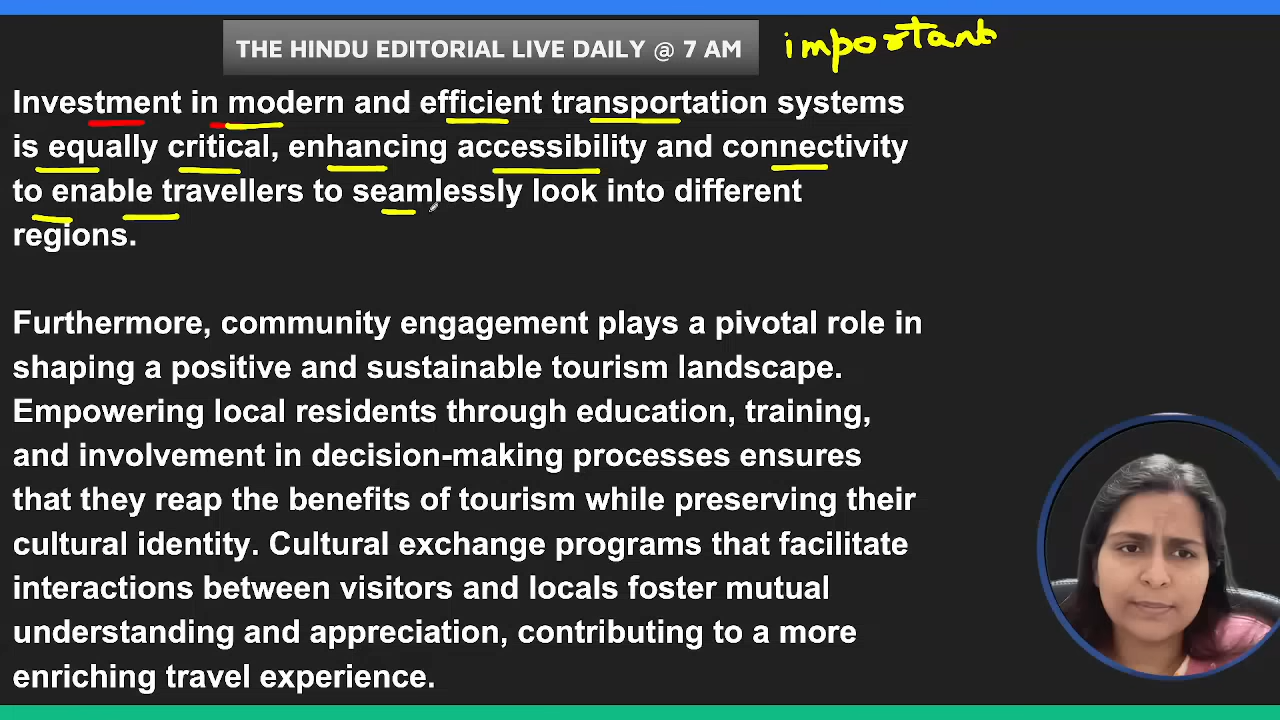 THE HINDU EDITORIAL LIVE DAILY @ 7 AM
important
Investment in modern and efficient transportation systems
is equally critical, enhancing accessibility and connectivity
to enable travellers to seamlessly look into different
regions.
Furthermore, community engagement plays a pivotal role in
shaping a positive and sustainable tourism landscape.
Empowering local residents through education, training,
and involvement in decision-making processes ensures
that they reap the benefits of tourism while preserving their
cultural identity. Cultural exchange programs that facilitate
interactions between visitors and locals foster mutual
understanding and appreciation, contributing to a more
enriching travel experience.